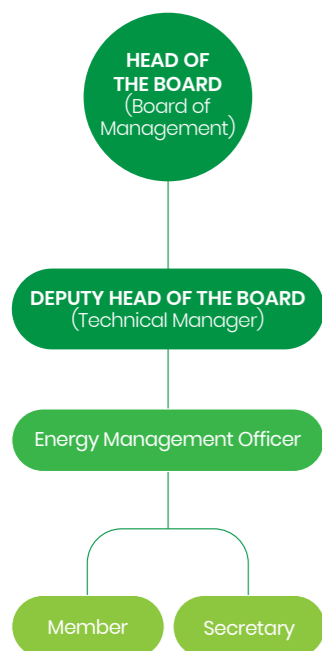 HEAD OF
THE BOARD
(Board of
Management)
DEPUTY HEAD OF THE BOARD
(Technical Manager)
Energy Management Officer
Member
Secretary